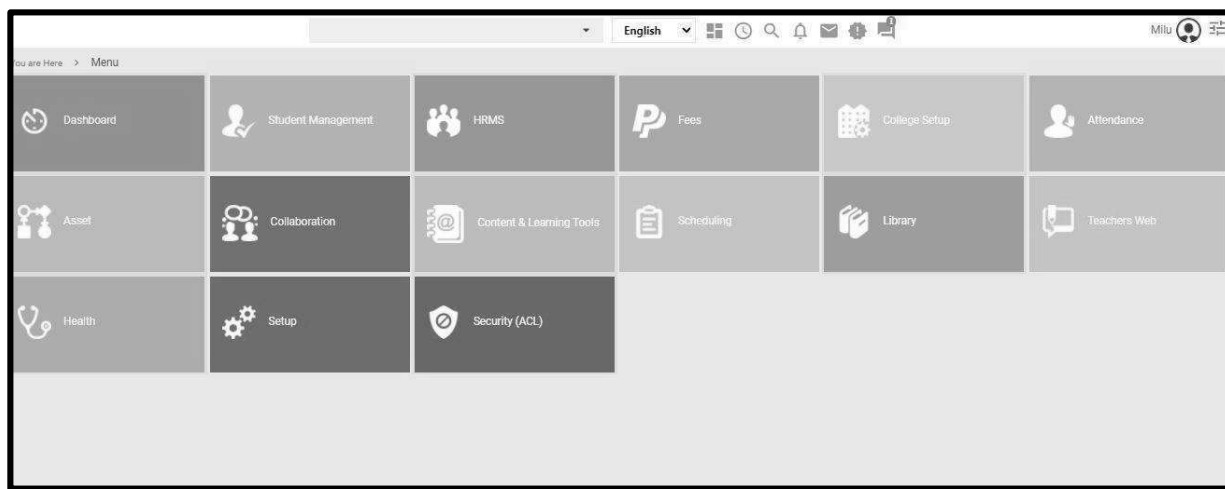 English
1
Milu
You are Here > Menu
Dashboard
Student Management
HRMS
Fees
College Setup
Attendance
Asset
Collaboration
Content & Learning Tools
Scheduling
Library
Teachers Web
Health
Setup
Security (ACL)